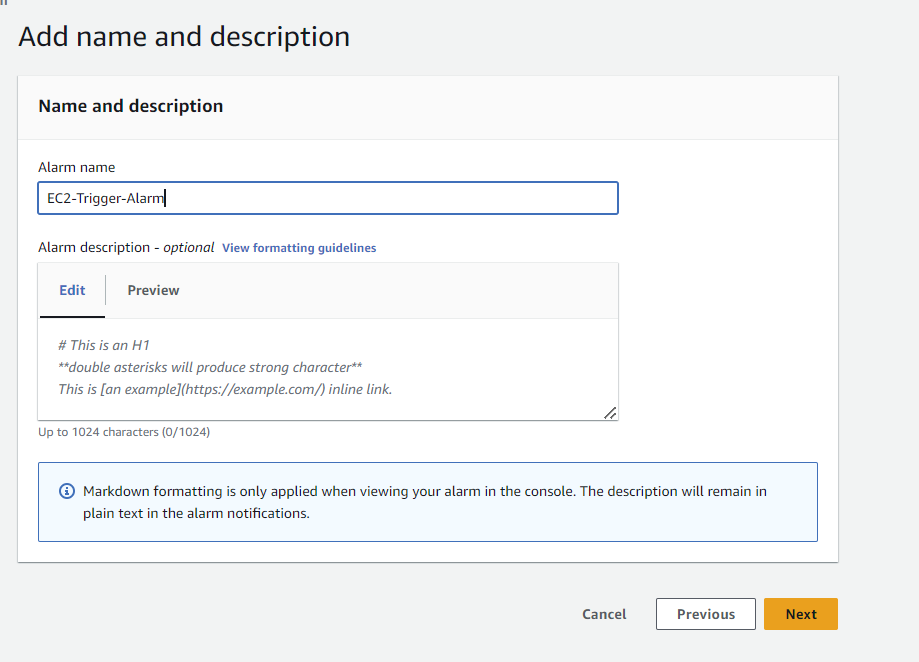 Add name and description
Name and description
Alarm name
EC2-Trigger-Alarm
Alarm description - optional View formatting guidelines
Edit Preview
# This is an H1
**double asterisks will produce strong character**
This is [an example](https://example.com/) inline link.
Up to 1024 characters (0/1024)
Markdown formatting is only applied when viewing your alarm in the console. The description will remain in
plain text in the alarm notifications.
Cancel Previous Next